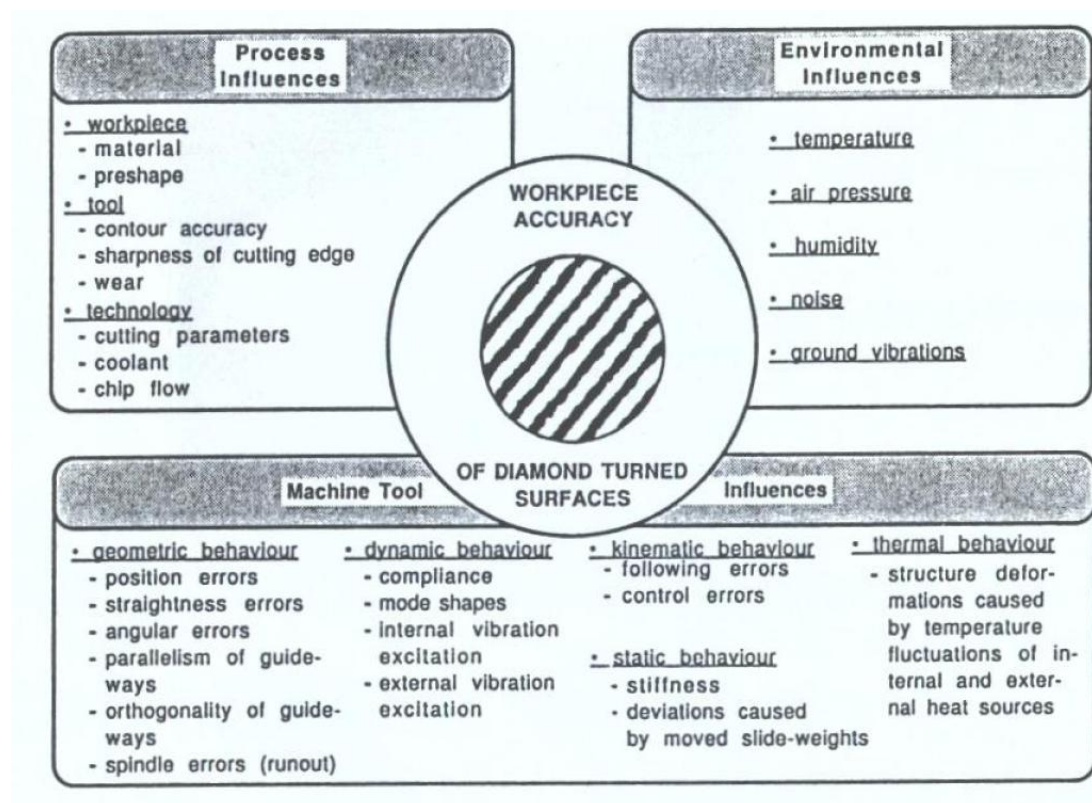 Process
Influences
• workpiece
- material
- preshape
• tool
- contour accuracy
- sharpness of cutting edge
- wear
• technology
- cutting parameters
- coolant
- chip flow
Environmental
Influences
• temperature
• air pressure
• humidity
• noise
• ground vibrations
WORKPIECE
ACCURACY
OF DIAMOND TURNED
SURFACES
Machine Tool Influences
• geometric behaviour
- position errors
- straightness errors
- angular errors
- parallelism of guide-
ways
- orthogonality of guide-
ways
- spindle errors (runout)
• dynamic behaviour
- compliance
- mode shapes
- internal vibration
excitation
- external vibration
excitation
• kinematic behaviour
- following errors
- control errors
• static behaviour
- stiffness
- deviations caused
by moved slide-weights
• thermal behaviour
- structure defor-
mations caused
by temperature
fluctuations of in-
ternal and exter-
nal heat sources